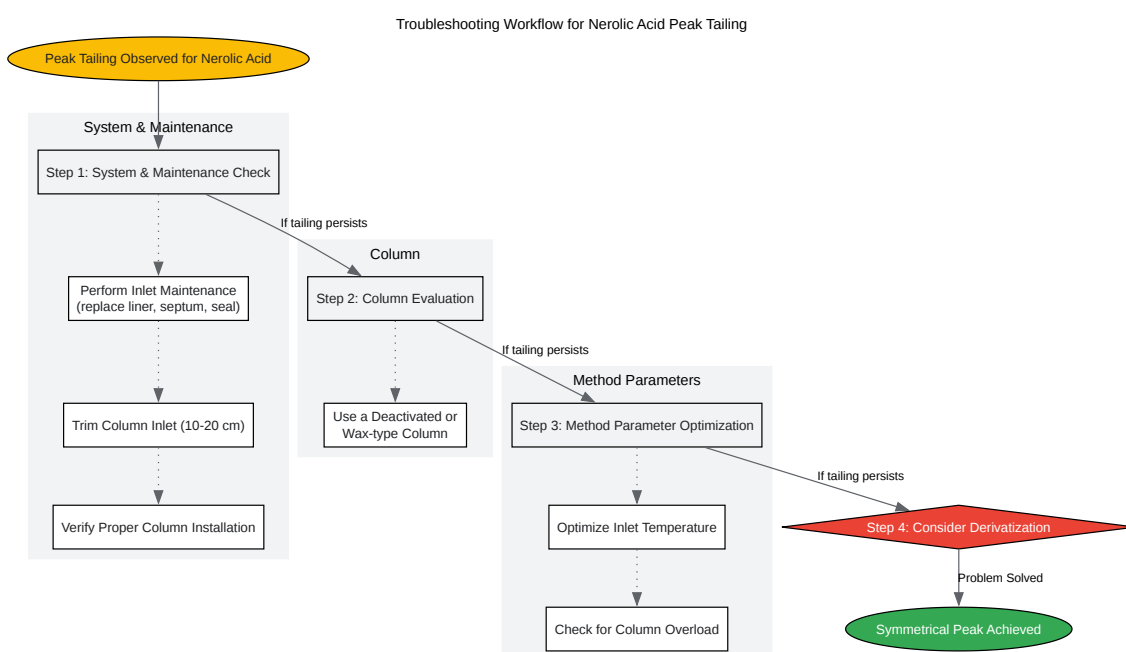 Troubleshooting Workflow for Nerolic Acid Peak Tailing
Peak Tailing Observed for Nerolic Acid
System & Maintenance
Step 1: System & Maintenance Check
If tailing persists
Column
Perform Inlet Maintenance
(replace liner, septum, seal)
Step 2: Column Evaluation
If tailing persists
Method Parameters
Trim Column Inlet (10-20 cm)
Use a Deactivated or
Wax-type Column
Step 3: Method Parameter Optimization
If tailing persists
Verify Proper Column Installation
Optimize Inlet Temperature
Step 4: Consider Derivatization
Problem Solved
Check for Column Overload
Symmetrical Peak Achieved